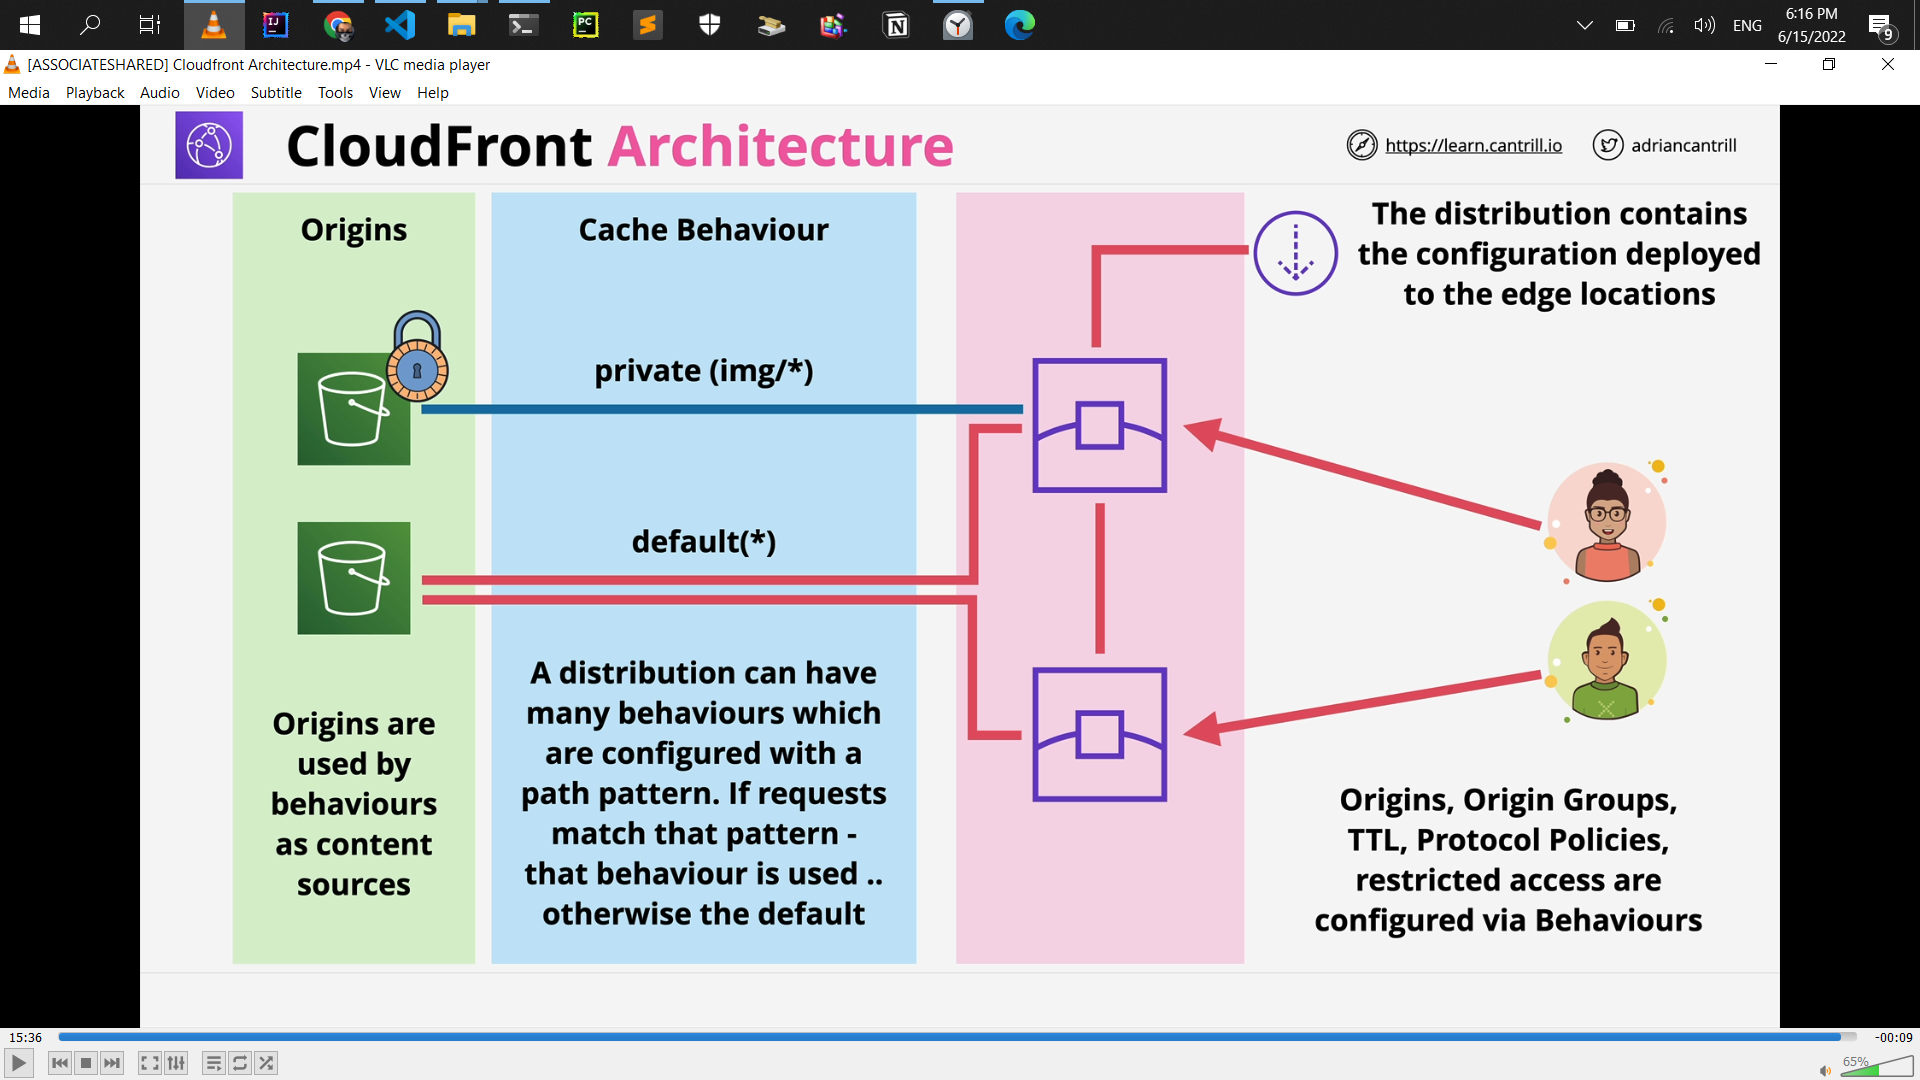 ENG
6:16 PM
6/15/2022
9
[ASSOCIATESHARED] Cloudfront Architecture.mp4 - VLC media player
Media Playback Audio Video Subtitle Tools View Help
CloudFront Architecture
https://learn.cantrill.io
adriancantrill
Origins
Origins are
used by
behaviours
as content
sources
Cache Behaviour
private (img/*)
default(*)
A distribution can have
many behaviours which
are configured with a
path pattern. If requests
match that pattern -
that behaviour is used ..
otherwise the default
The distribution contains
the configuration deployed
to the edge locations
Origins, Origin Groups,
TTL, Protocol Policies,
restricted access are
configured via Behaviours
15:36
-00:09
65%